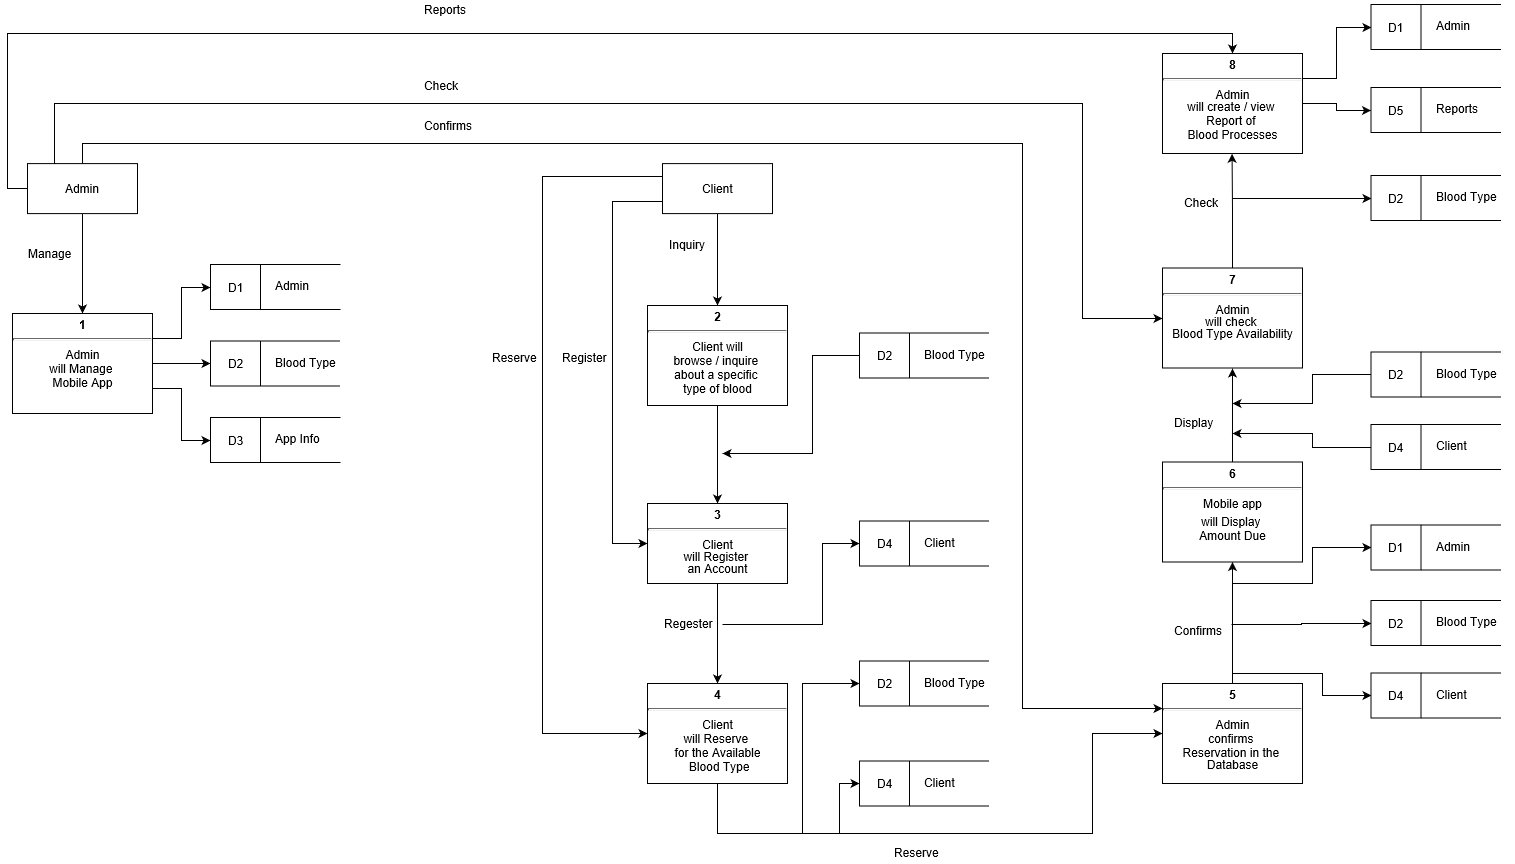 Reports
Check
Confirms
Admin
Manage
1
Admin
will Manage
Mobile App
D1 Admin
D2 Blood Type
D3 App Info
Client
Inquiry
Reserve
Register
2
Client will
browse / inquire
about a specific
type of blood
D2 Blood Type
3
Client
will Register
an Account
D4 Client
Regester
4
Client
will Reserve
for the Available
Blood Type
D2 Blood Type
D4 Client
Reserve
8
Admin
will create / view
Report of
Blood Processes
D1 Admin
D5 Reports
Check
D2 Blood Type
7
Admin
will check
Blood Type Availability
D2 Blood Type
Display
D4 Client
6
Mobile app
will Display
Amount Due
D1 Admin
Confirms
D2 Blood Type
D4 Client
5
Admin
confirms
Reservation in the
Database